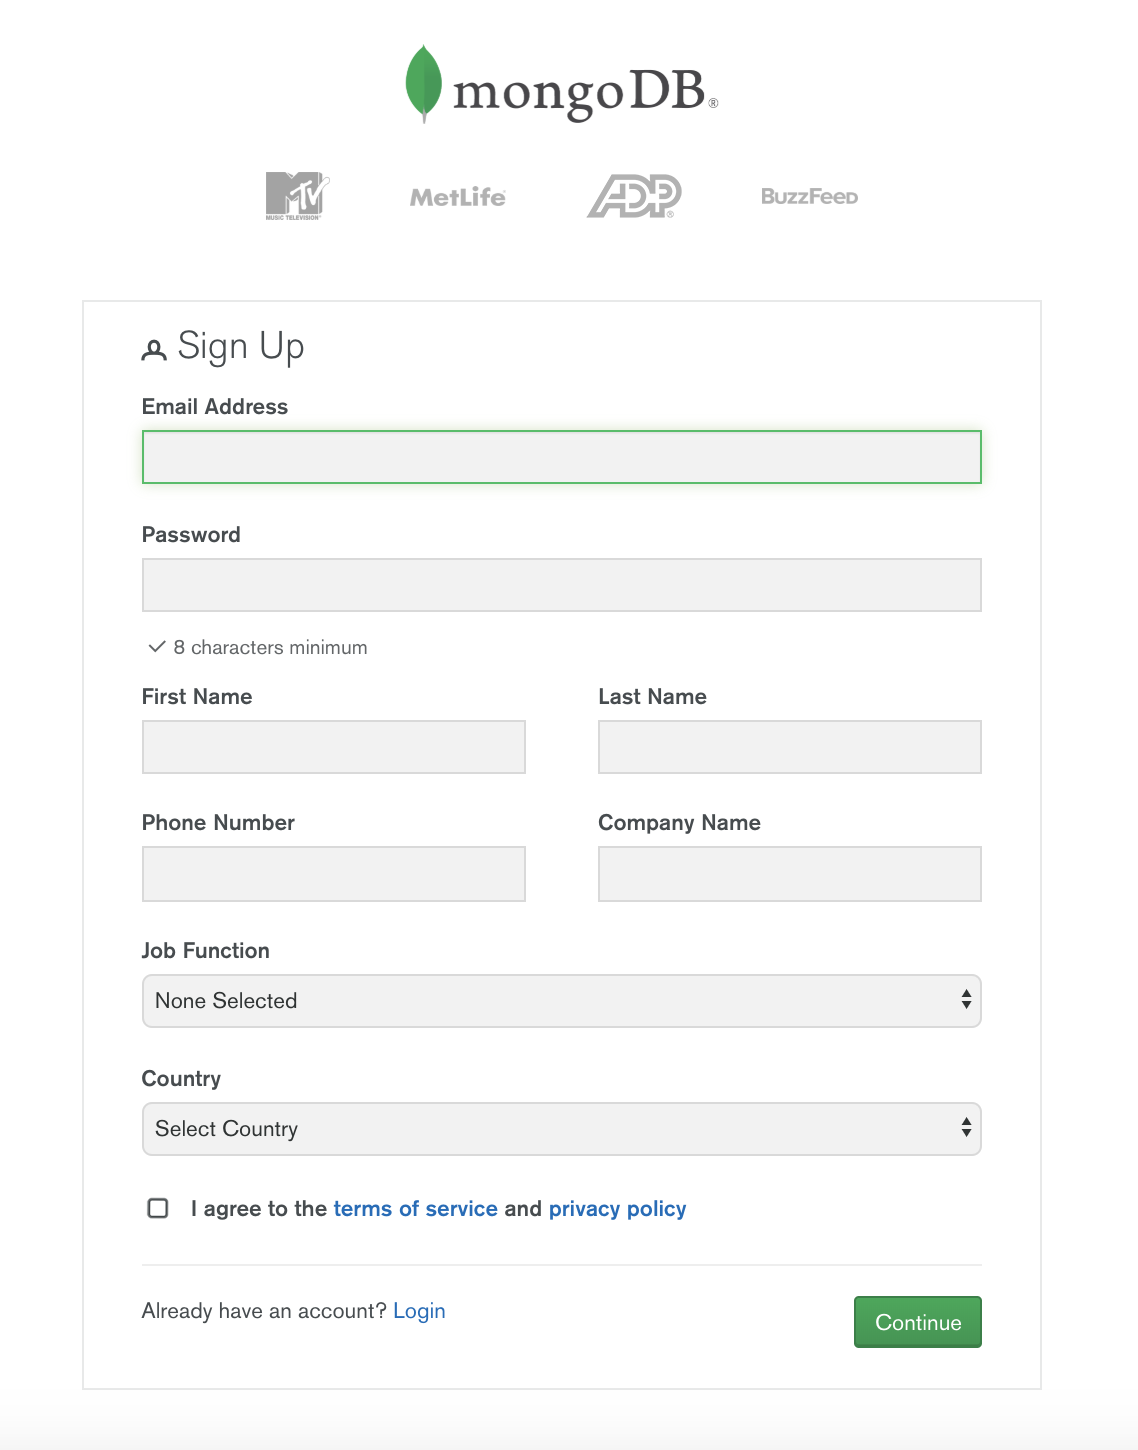 mongoDB®
MTV MetLife ADP® BuzzFeed
MUSIC TELEVISION
Sign Up
Email Address
Password
8 characters minimum
First Name Last Name
Phone Number Company Name
Job Function
None Selected
Country
Select Country
I agree to the terms of service and privacy policy
Already have an account? Login
Continue